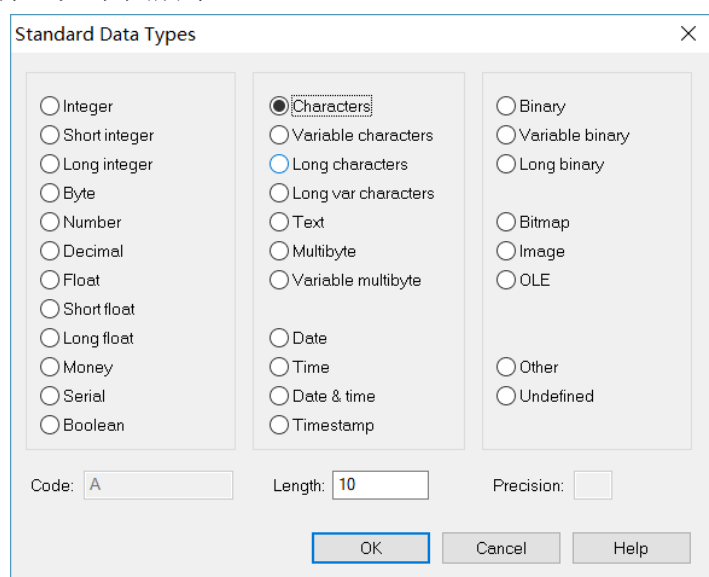 Standard Data Types
Integer
Short integer
Long integer
Byte
Number
Decimal
Float
Short float
Long float
Money
Serial
Boolean
Characters
Variable characters
Long characters
Long var characters
Text
Multibyte
Variable multibyte
Date
Time
Date & time
Timestamp
Binary
Variable binary
Long binary
Bitmap
Image
OLE
Other
Undefined
Code: A
Length: 10
Precision:
OK
Cancel
Help